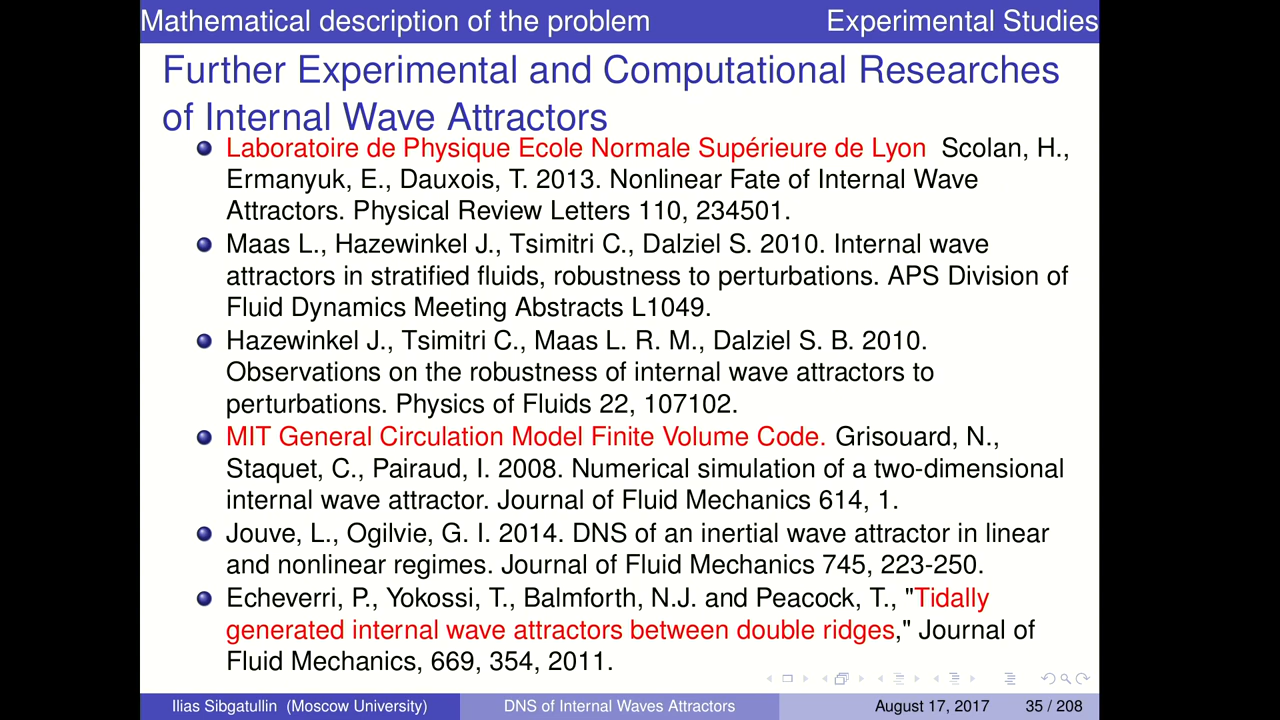 Mathematical description of the problem Experimental Studies
Further Experimental and Computational Researches
of Internal Wave Attractors
Laboratoire de Physique Ecole Normale Supérieure de Lyon Scolan, H.,
Ermanyuk, E., Dauxois, T. 2013. Nonlinear Fate of Internal Wave
Attractors. Physical Review Letters 110, 234501.
Maas L., Hazewinkel J., Tsimitri C., Dalziel S. 2010. Internal wave
attractors in stratified fluids, robustness to perturbations. APS Division of
Fluid Dynamics Meeting Abstracts L1049.
Hazewinkel J., Tsimitri C., Maas L. R. M., Dalziel S. B. 2010.
Observations on the robustness of internal wave attractors to
perturbations. Physics of Fluids 22, 107102.
MIT General Circulation Model Finite Volume Code. Grisouard, N.,
Staquet, C., Pairaud, I. 2008. Numerical simulation of a two-dimensional
internal wave attractor. Journal of Fluid Mechanics 614, 1.
Jouve, L., Ogilvie, G. I. 2014. DNS of an inertial wave attractor in linear
and nonlinear regimes. Journal of Fluid Mechanics 745, 223-250.
Echeverri, P., Yokossi, T., Balmforth, N.J. and Peacock, T., "Tidally
generated internal wave attractors between double ridges," Journal of
Fluid Mechanics, 669, 354, 2011.
Ilias Sibgatullin (Moscow University) DNS of Internal Waves Attractors August 17, 2017 35 / 208